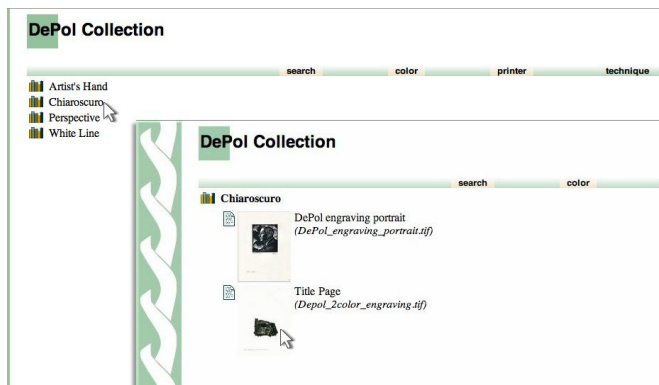 DePol Collection
search color printer technique
Artist's Hand
Chiaroscuro
Perspective
White Line
DePol Collection
search color
Chiaroscuro
DePol engraving portrait
(DePol_engraving_portrait.tif)
Title Page
(Depol_2color_engraving.tif)